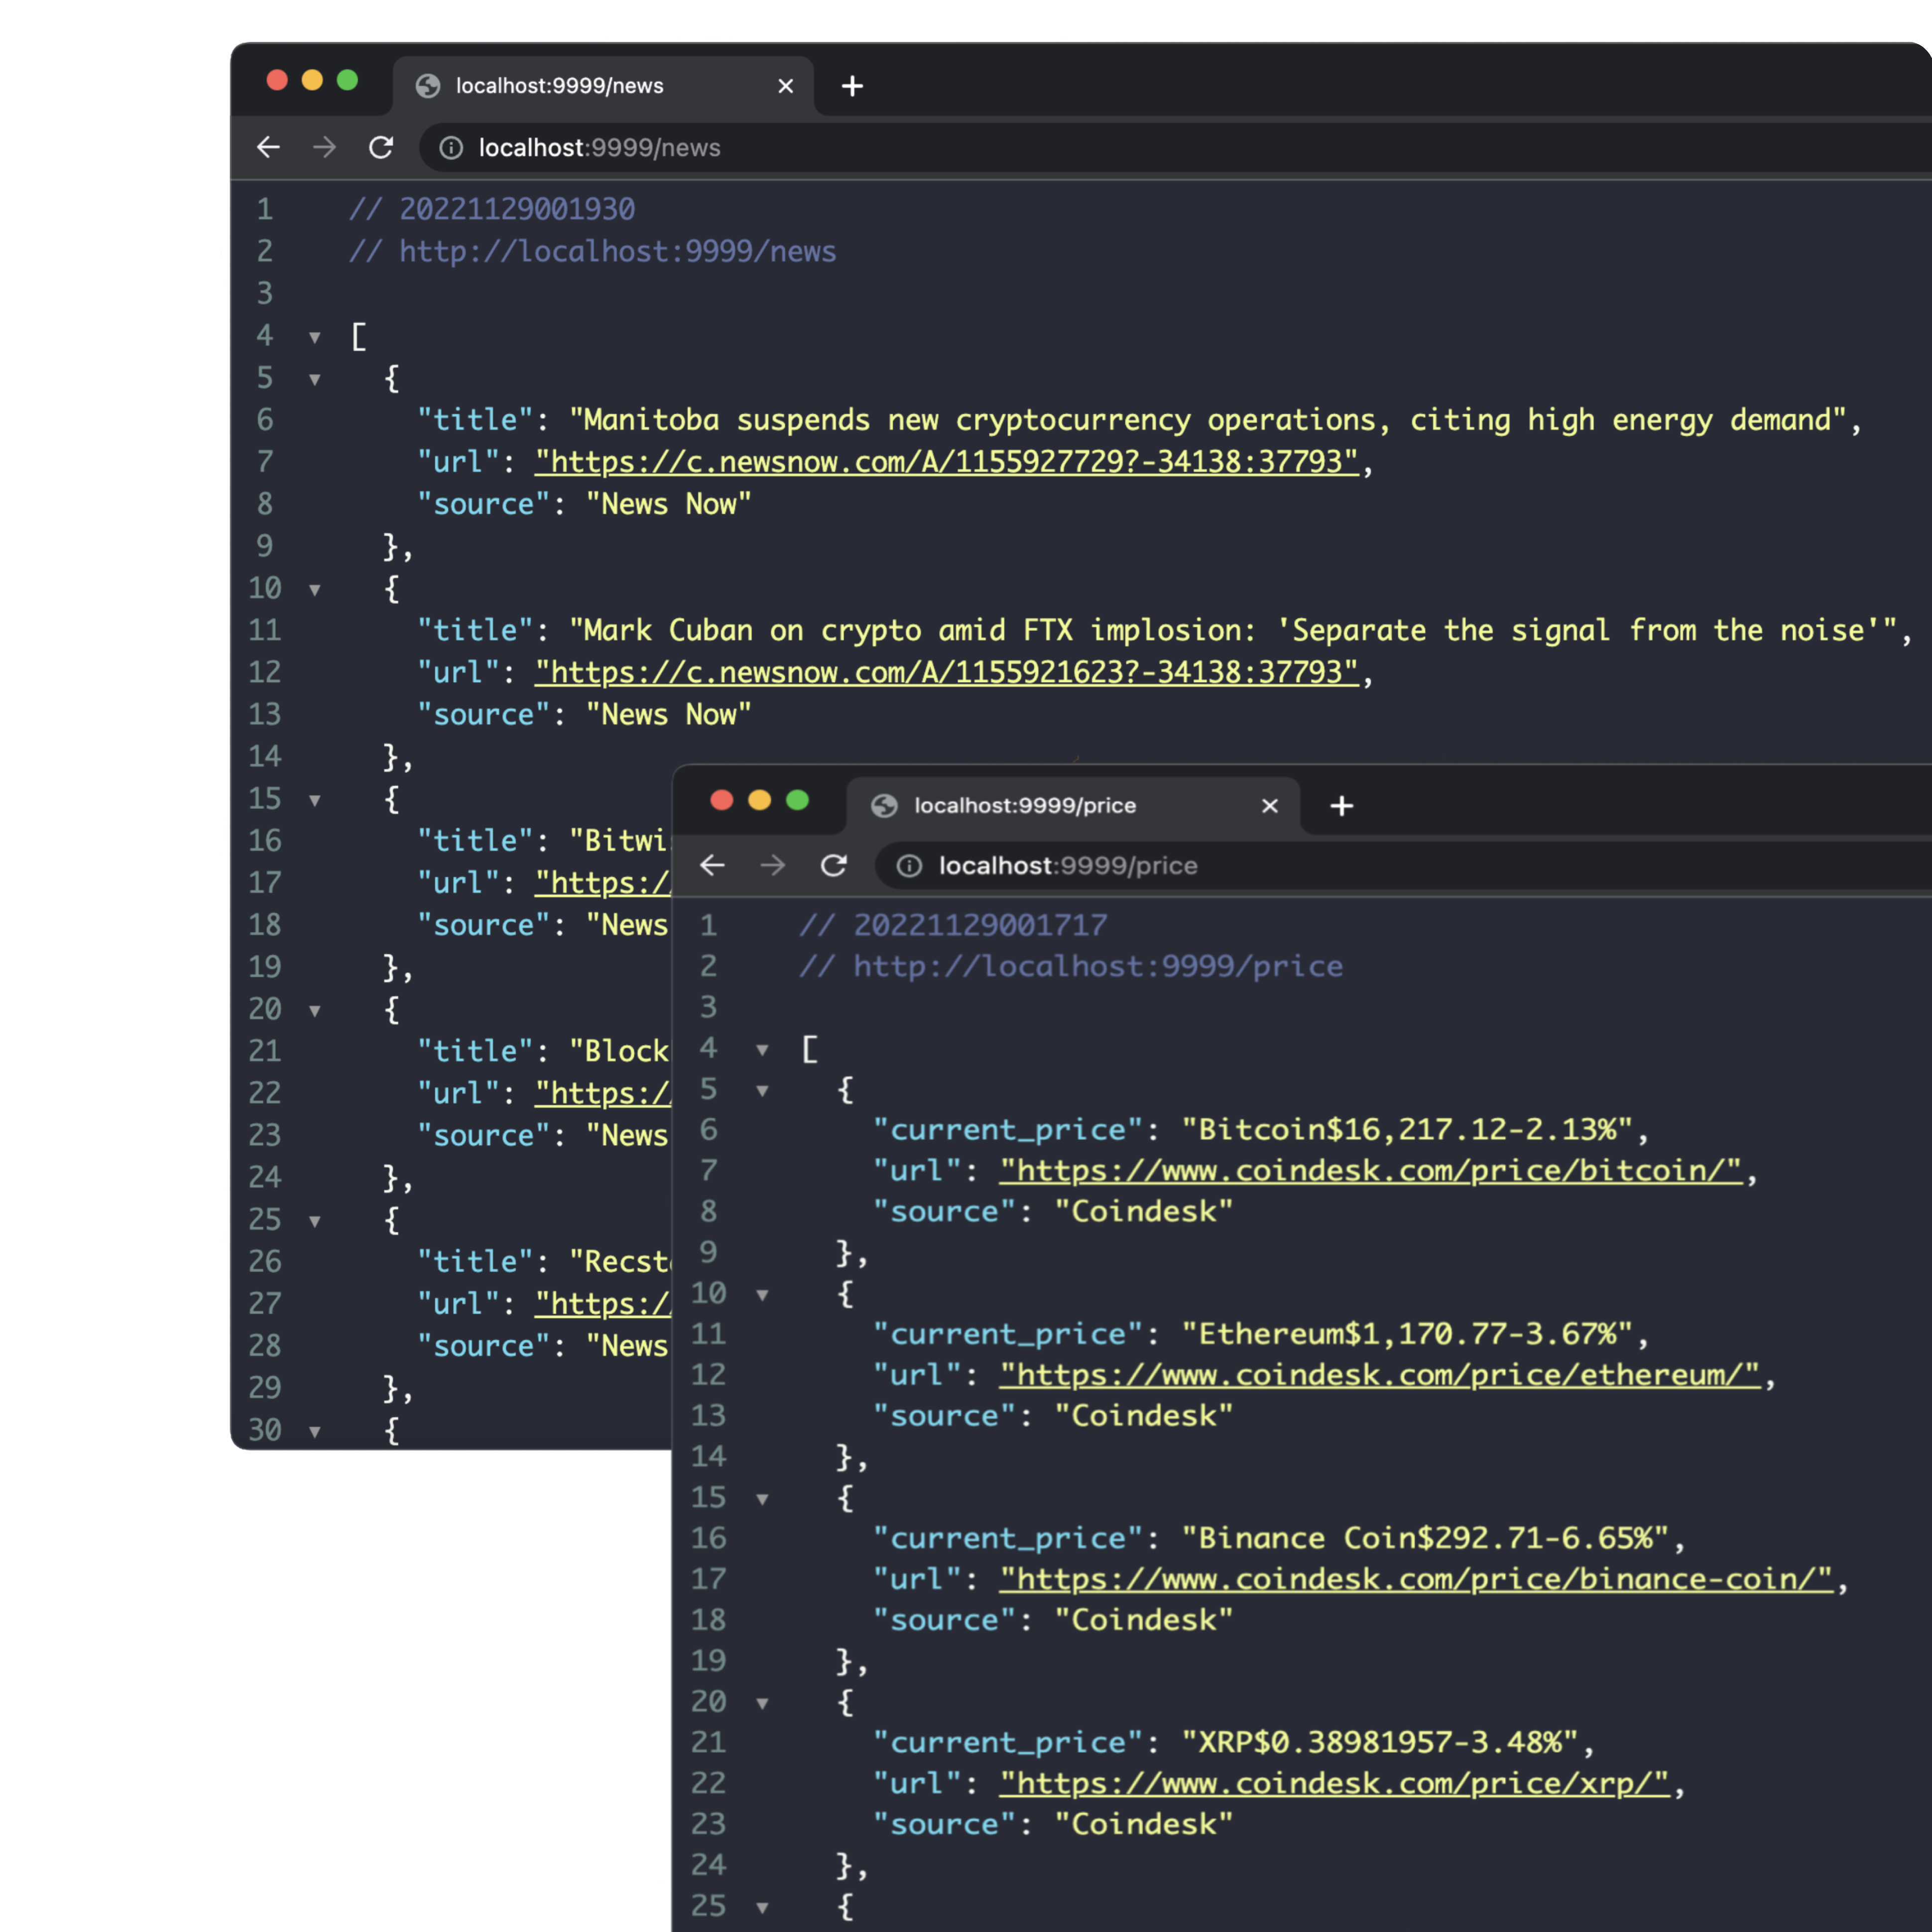 localhost:9999/news
localhost:9999/news
1 // 20221129001930
2 // http://localhost:9999/news
3
4 [
5 {
6 "title": "Manitoba suspends new cryptocurrency operations, citing high energy demand",
7 "url": "https://c.newsnow.com/A/1155927729?-34138:37793",
8 "source": "News Now"
9 },
10 {
11 "title": "Mark Cuban on crypto amid FTX implosion: 'Separate the signal from the noise'",
12 "url": "https://c.newsnow.com/A/1155921623?-34138:37793",
13 "source": "News Now"
14 },
15 {
16 "title": "Bitwi
17 "url": "https:/
18 "source": "News
19 },
20 {
21 "title": "Block
22 "url": "https:/
23 "source": "News
24 },
25 {
26 "title": "Recst
27 "url": "https:/
28 "source": "News
29 },
30 {
localhost:9999/price
localhost:9999/price
1 // 20221129001717
2 // http://localhost:9999/price
3
4 [
5 {
6 "current_price": "Bitcoin$16,217.12-2.13%",
7 "url": "https://www.coindesk.com/price/bitcoin/",
8 "source": "Coindesk"
9 },
10 {
11 "current_price": "Ethereum$1,170.77-3.67%",
12 "url": "https://www.coindesk.com/price/ethereum/",
13 "source": "Coindesk"
14 },
15 {
16 "current_price": "Binance Coin$292.71-6.65%",
17 "url": "https://www.coindesk.com/price/binance-coin/",
18 "source": "Coindesk"
19 },
20 {
21 "current_price": "XRP$0.38981957-3.48%",
22 "url": "https://www.coindesk.com/price/xrp/",
23 "source": "Coindesk"
24 },
25 {